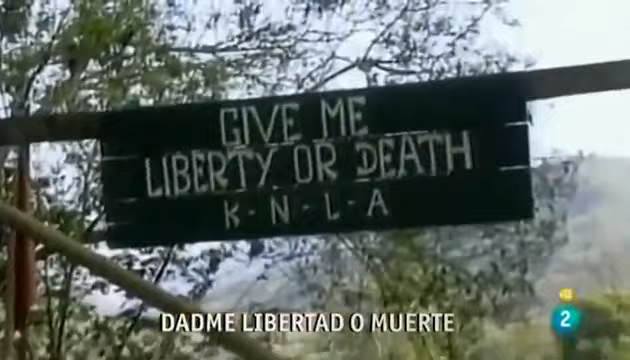 GIVE ME
LIBERTY OR DEATH
K-N-L-A
DADME LIBERTAD O MUERTE
2